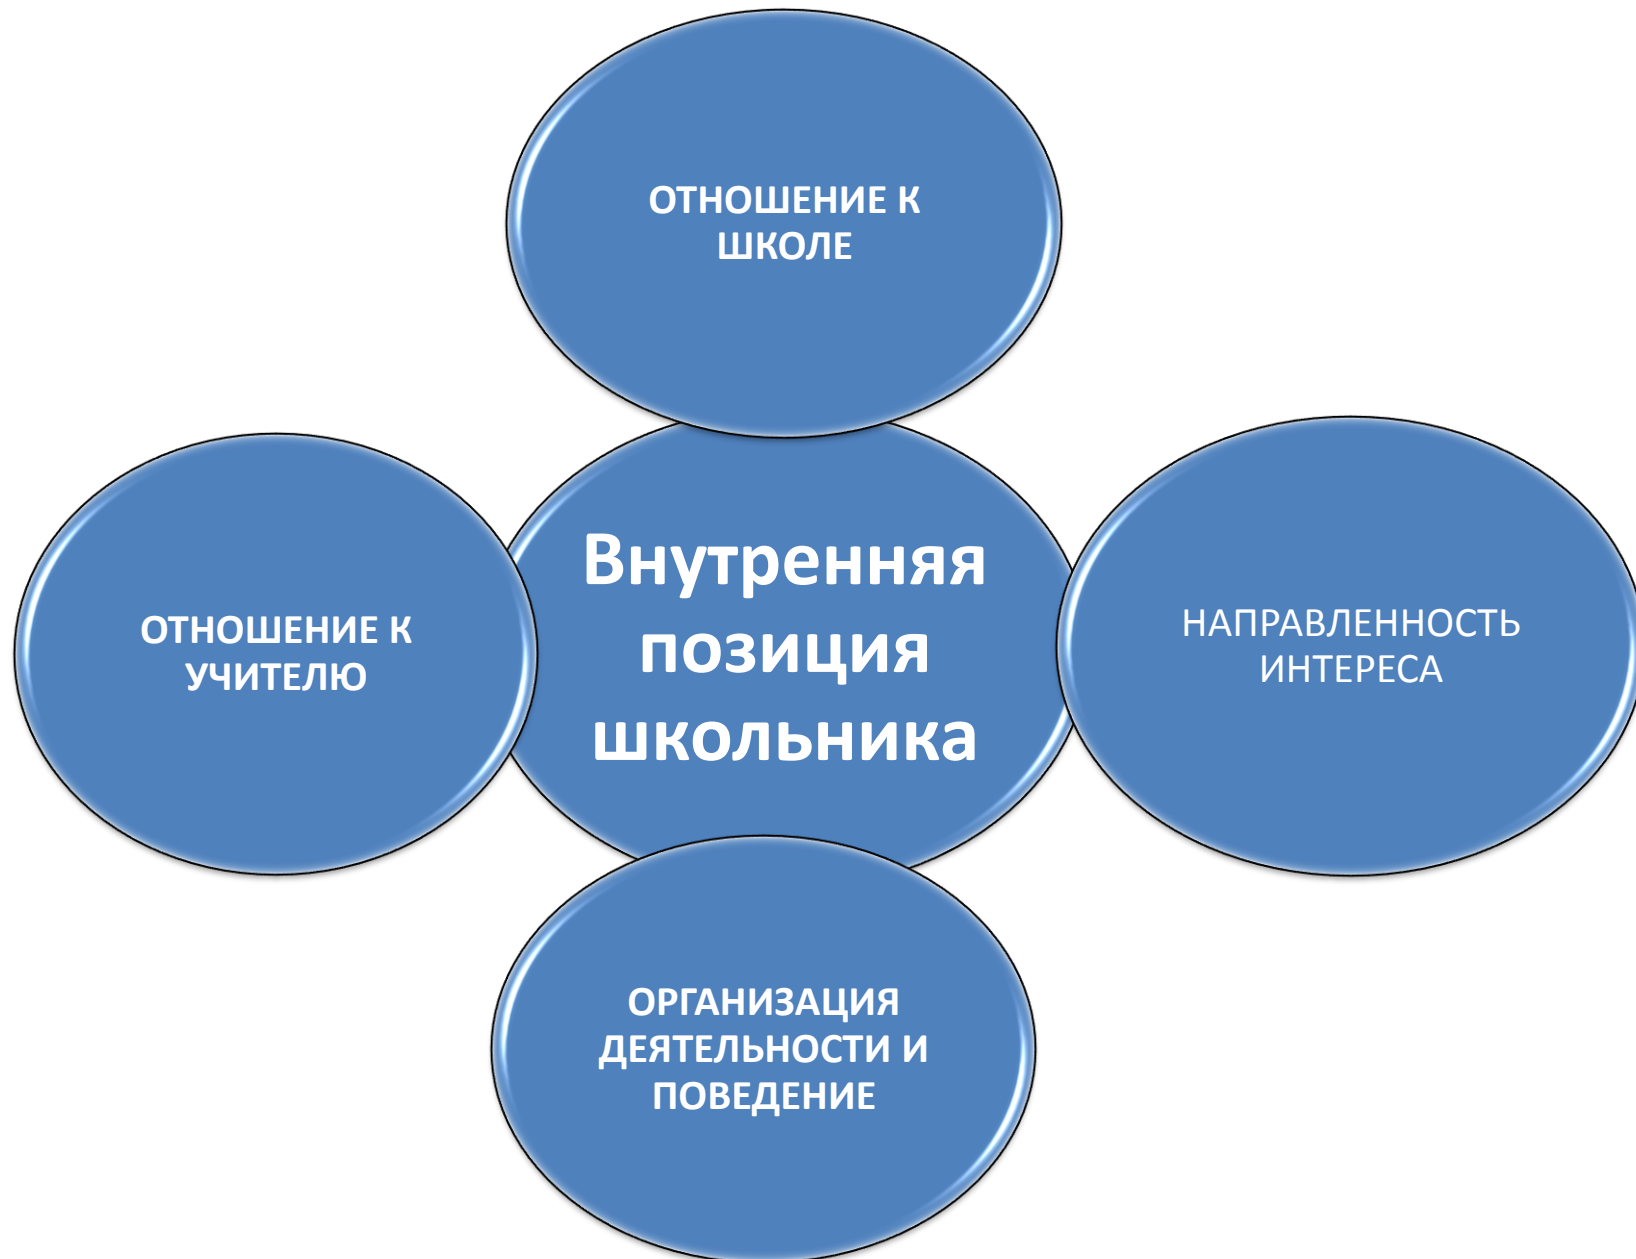 ОТНОШЕНИЕ К
ШКОЛЕ
ОТНОШЕНИЕ К
УЧИТЕЛЮ
Внутренняя
позиция
школьника
НАПРАВЛЕННОСТЬ
ИНТЕРЕСА
ОРГАНИЗАЦИЯ
ДЕЯТЕЛЬНОСТИ И
ПОВЕДЕНИЕ